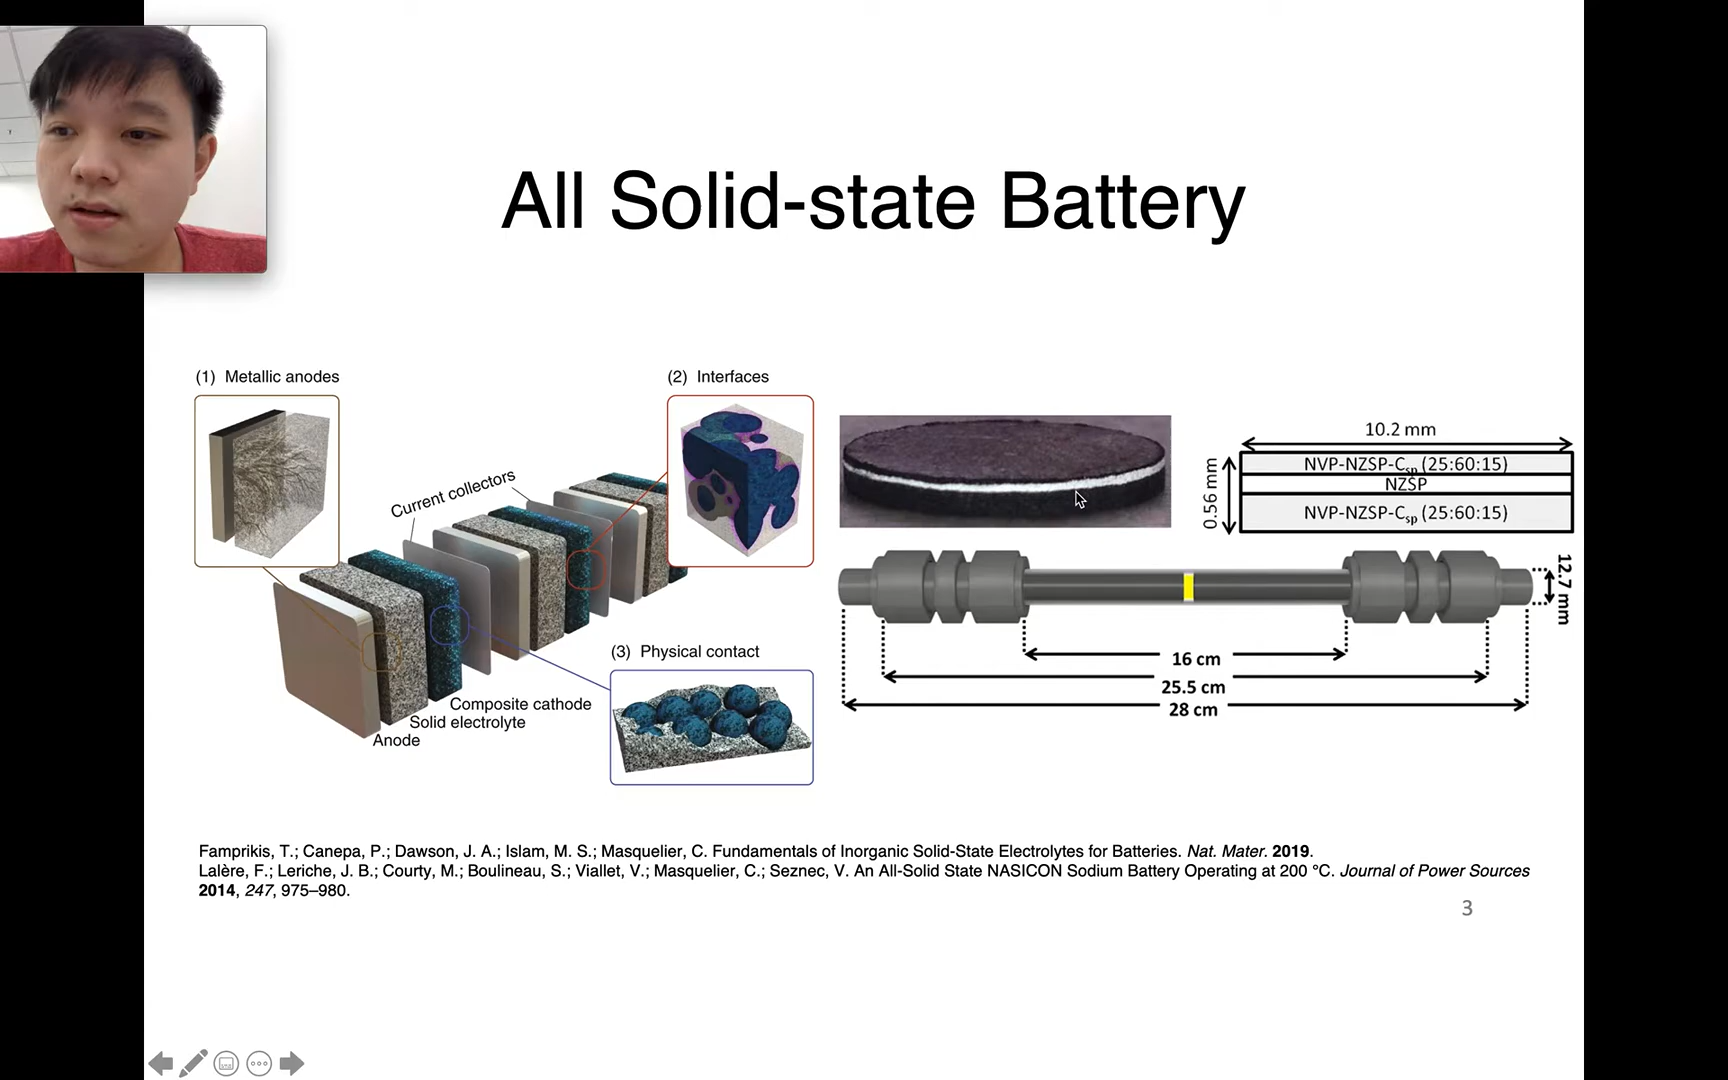 All Solid-state Battery
(1) Metallic anodes
(2) Interfaces
Current collectors
Composite cathode
Solid electrolyte
Anode
(3) Physical contact
10.2 mm
0.56 mm
NVP-NZSP-Csp (25:60:15)
NZSP
NVP-NZSP-Csp (25:60:15)
12.7 mm
16 cm
25.5 cm
28 cm
Famprikis, T.; Canepa, P.; Dawson, J. A.; Islam, M. S.; Masquelier, C. Fundamentals of Inorganic Solid-State Electrolytes for Batteries. Nat. Mater. 2019.
Lalère, F.; Leriche, J. B.; Courty, M.; Boulineau, S.; Viallet, V.; Masquelier, C.; Seznec, V. An All-Solid State NASICON Sodium Battery Operating at 200 °C. Journal of Power Sources
2014, 247, 975–980.
3